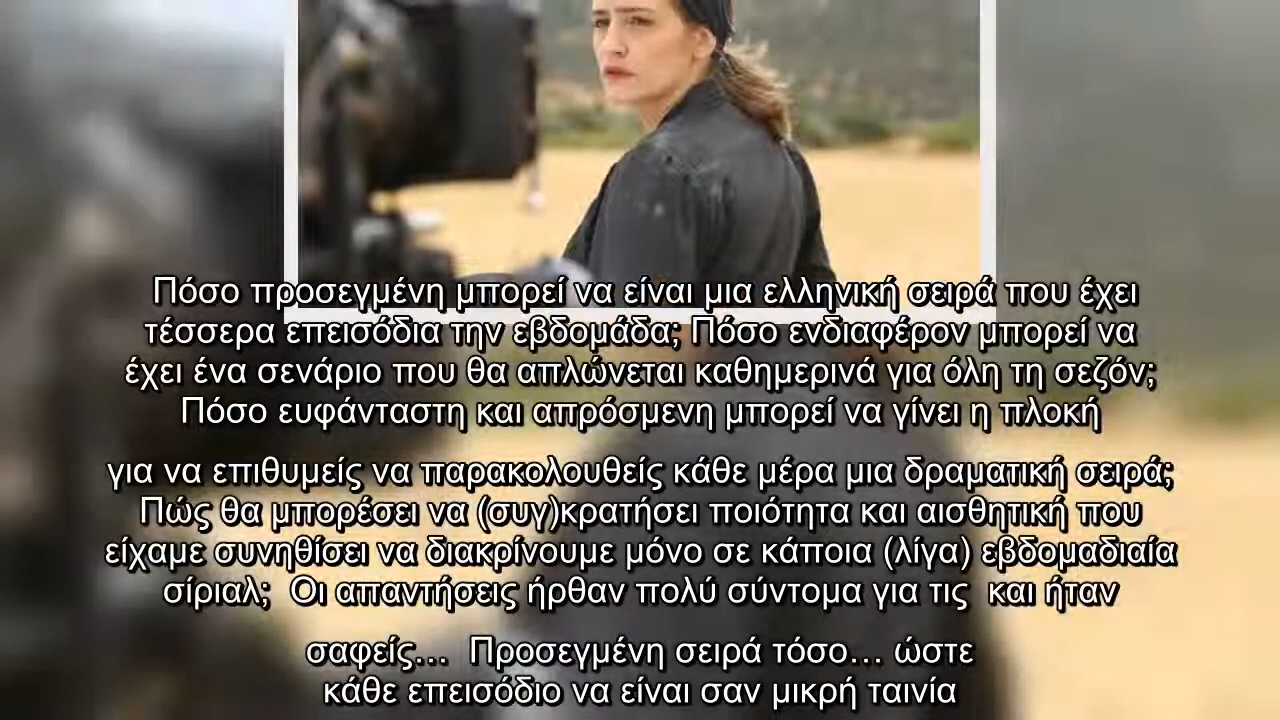 Πόσο προσεγμένη μπορεί να είναι μια ελληνική σειρά που έχει
τέσσερα επεισόδια την εβδομάδα; Πόσο ενδιαφέρον μπορεί να
έχει ένα σενάριο που θα απλώνεται καθημερινά για όλη τη σεζόν;
Πόσο ευφάνταστη και απρόσμενη μπορεί να γίνει η πλοκή
για να επιθυμείς να παρακολουθείς κάθε μέρα μια δραματική σειρά;
Πώς θα μπορέσει να (συγ)κρατήσει ποιότητα και αισθητική που
είχαμε συνηθίσει να διακρίνουμε μόνο σε κάποια (λίγα) εβδομαδιαία
σίριαλ;  Οι απαντήσεις ήρθαν πολύ σύντομα για τις  και ήταν
σαφείς…  Προσεγμένη σειρά τόσο… ώστε
κάθε επεισόδιο να είναι σαν μικρή ταινία